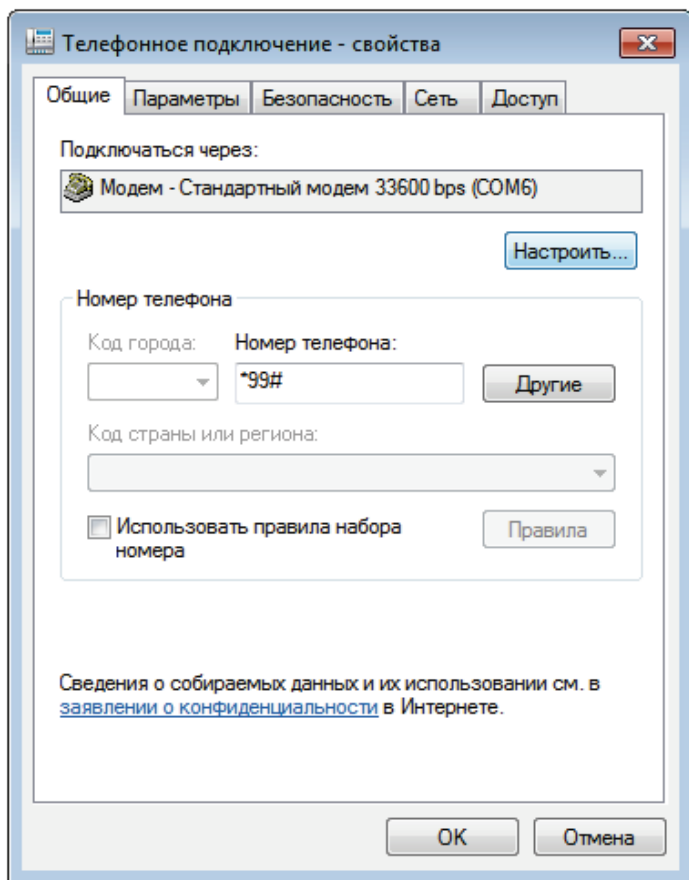 Телефонное подключение - свойства
Общие Параметры Безопасность Сеть Доступ
Подключаться через:
Модем - Стандартный модем 33600 bps (COM6)
Настроить...
Номер телефона
Код города: Номер телефона:
*99# Другие
Код страны или региона:
Использовать правила набора
номера
Правила
Сведения о собираемых данных и их использовании см. в
заявлении о конфиденциальности в Интернете.
OK Отмена